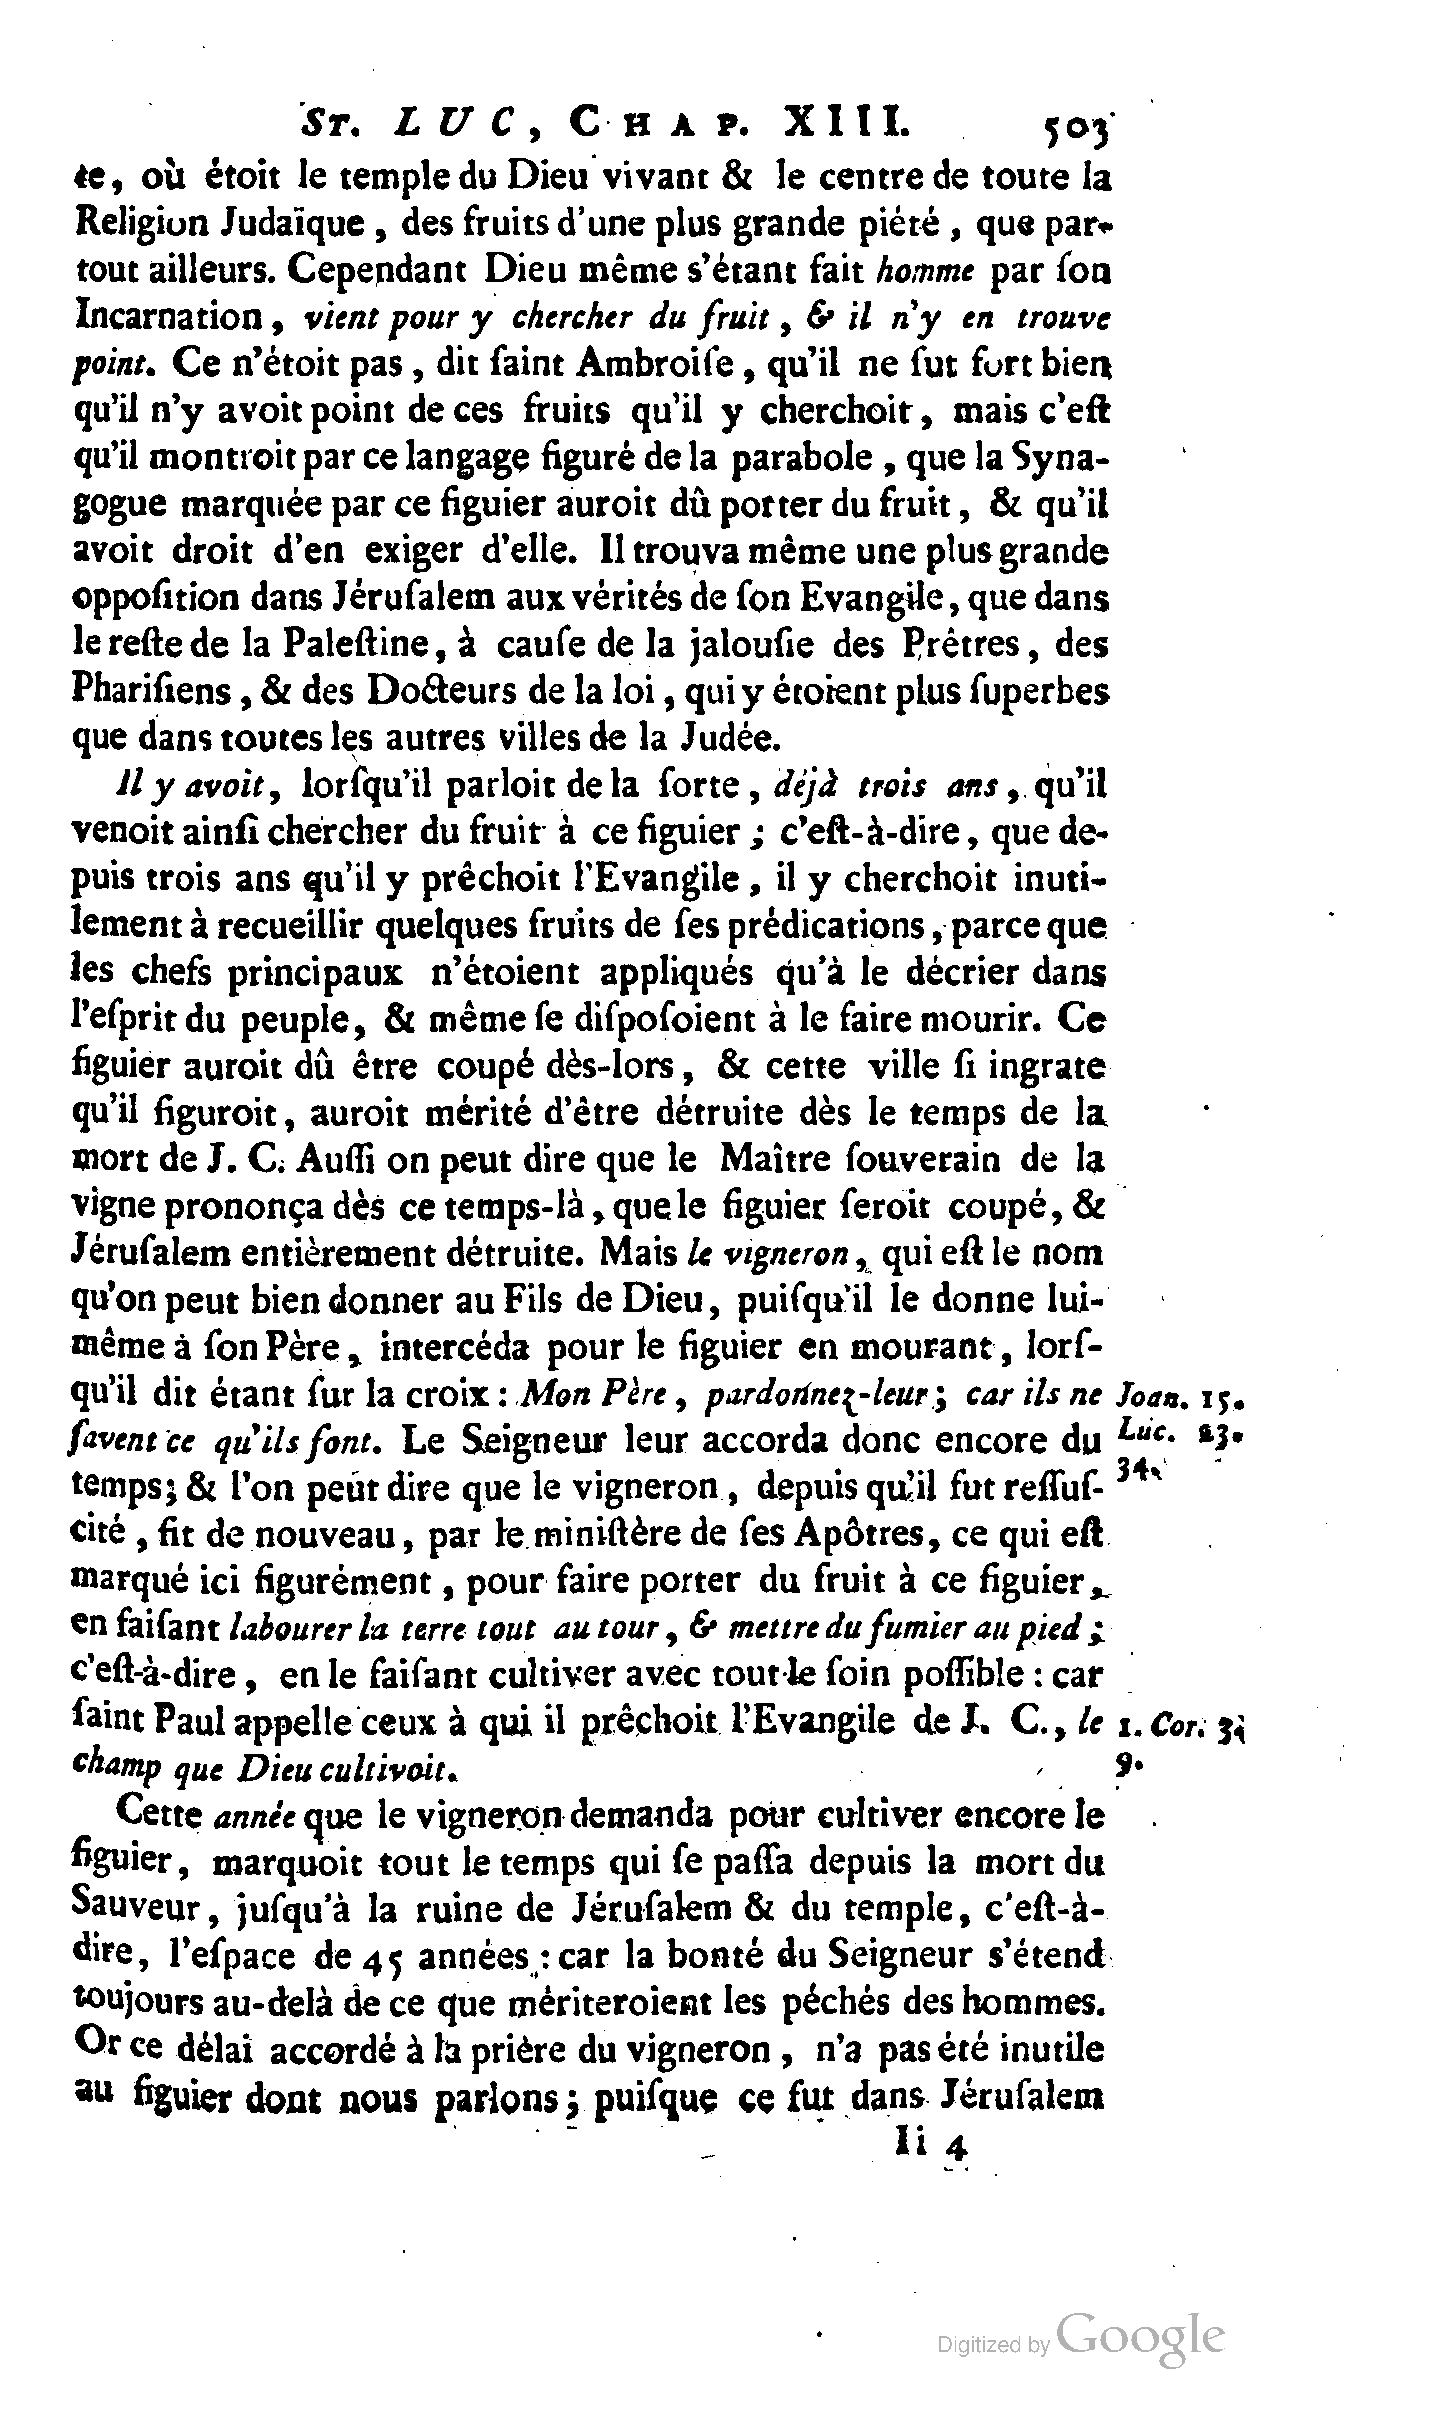 ST. LUC, CHAP. XIII. 503
te, où étoit le temple du Dieu vivant & le centre de toute la
Religion Judaïque, des fruits d'une plus grande piété, que par-
tout ailleurs. Cependant Dieu même s'étant fait homme par ſon
Incarnation, vient pour y chercher du fruit, & il n'y en trouve
point. Ce n'étoit pas, dit ſaint Ambroiſe, qu'il ne ſut fort bien
qu'il n'y avoit point de ces fruits qu'il y cherchoit, mais c'eſt
qu'il montroit par ce langage figuré de la parabole, que la Syna-
gogue marquée par ce figuier auroit dû porter du fruit, & qu'il
avoit droit d'en exiger d'elle. Il trouva même une plus grande
oppoſition dans Jéruſalem aux vérités de ſon Evangile, que dans
le reſte de la Paleſtine, à cauſe de la jalouſie des Prêtres, des
Phariſiens, & des Docteurs de la loi, qui y étoient plus ſuperbes
que dans toutes les autres villes de la Judée.
Il y avoit, lorſqu'il parloit de la ſorte, déjà trois ans, qu'il
venoit ainſi chercher du fruit à ce figuier; c'eſt-à-dire, que de-
puis trois ans qu'il y prêchoit l'Evangile, il y cherchoit inuti-
lement à recueillir quelques fruits de ſes prédications, parce que
les chefs principaux n'étoient appliqués qu'à le décrier dans
l'eſprit du peuple, & même ſe diſpoſoient à le faire mourir. Ce
figuier auroit dû être coupé dès-lors, & cette ville ſi ingrate
qu'il figuroit, auroit mérité d'être détruite dès le temps de la
mort de J. C. Auſſi on peut dire que le Maître ſouverain de la
vigne prononça dès ce temps-là, que le figuier ſeroit coupé, &
Jéruſalem entièrement détruite. Mais le vigneron, qui eſt le nom
qu'on peut bien donner au Fils de Dieu, puiſqu'il le donne lui-
même à ſon Père, intercéda pour le figuier en mourant, lorſ-
qu'il dit étant ſur la croix: Mon Père, pardonnez-leur; car ils ne Joan. 15.
ſavent ce qu'ils font. Le Seigneur leur accorda donc encore du Luc. 23.
temps; & l'on peut dire que le vigneron, depuis qu'il fut reſſuſ- 34.
cité, fit de nouveau, par le miniſtère de ſes Apôtres, ce qui eſt
marqué ici figurément, pour faire porter du fruit à ce figuier,
en faiſant labourer la terre tout au tour, & mettre du fumier au pied;
c'eſt-à-dire, en le faiſant cultiver avec tout le ſoin poſſible: car
ſaint Paul appelle ceux à qui il prêchoit l'Evangile de J. C., le 1. Cor. 3.
champ que Dieu cultivoit. 9.
Cette année que le vigneron demanda pour cultiver encore le
figuier, marquoit tout le temps qui ſe paſſa depuis la mort du
Sauveur, juſqu'à la ruine de Jéruſalem & du temple, c'eſt-à-
dire, l'eſpace de 45 années: car la bonté du Seigneur s'étend
toujours au-delà de ce que mériteroient les péchés des hommes.
Or ce délai accordé à la prière du vigneron, n'a pas été inutile
au figuier dont nous parlons; puiſque ce fut dans Jéruſalem
Ii 4
Digitized by Google